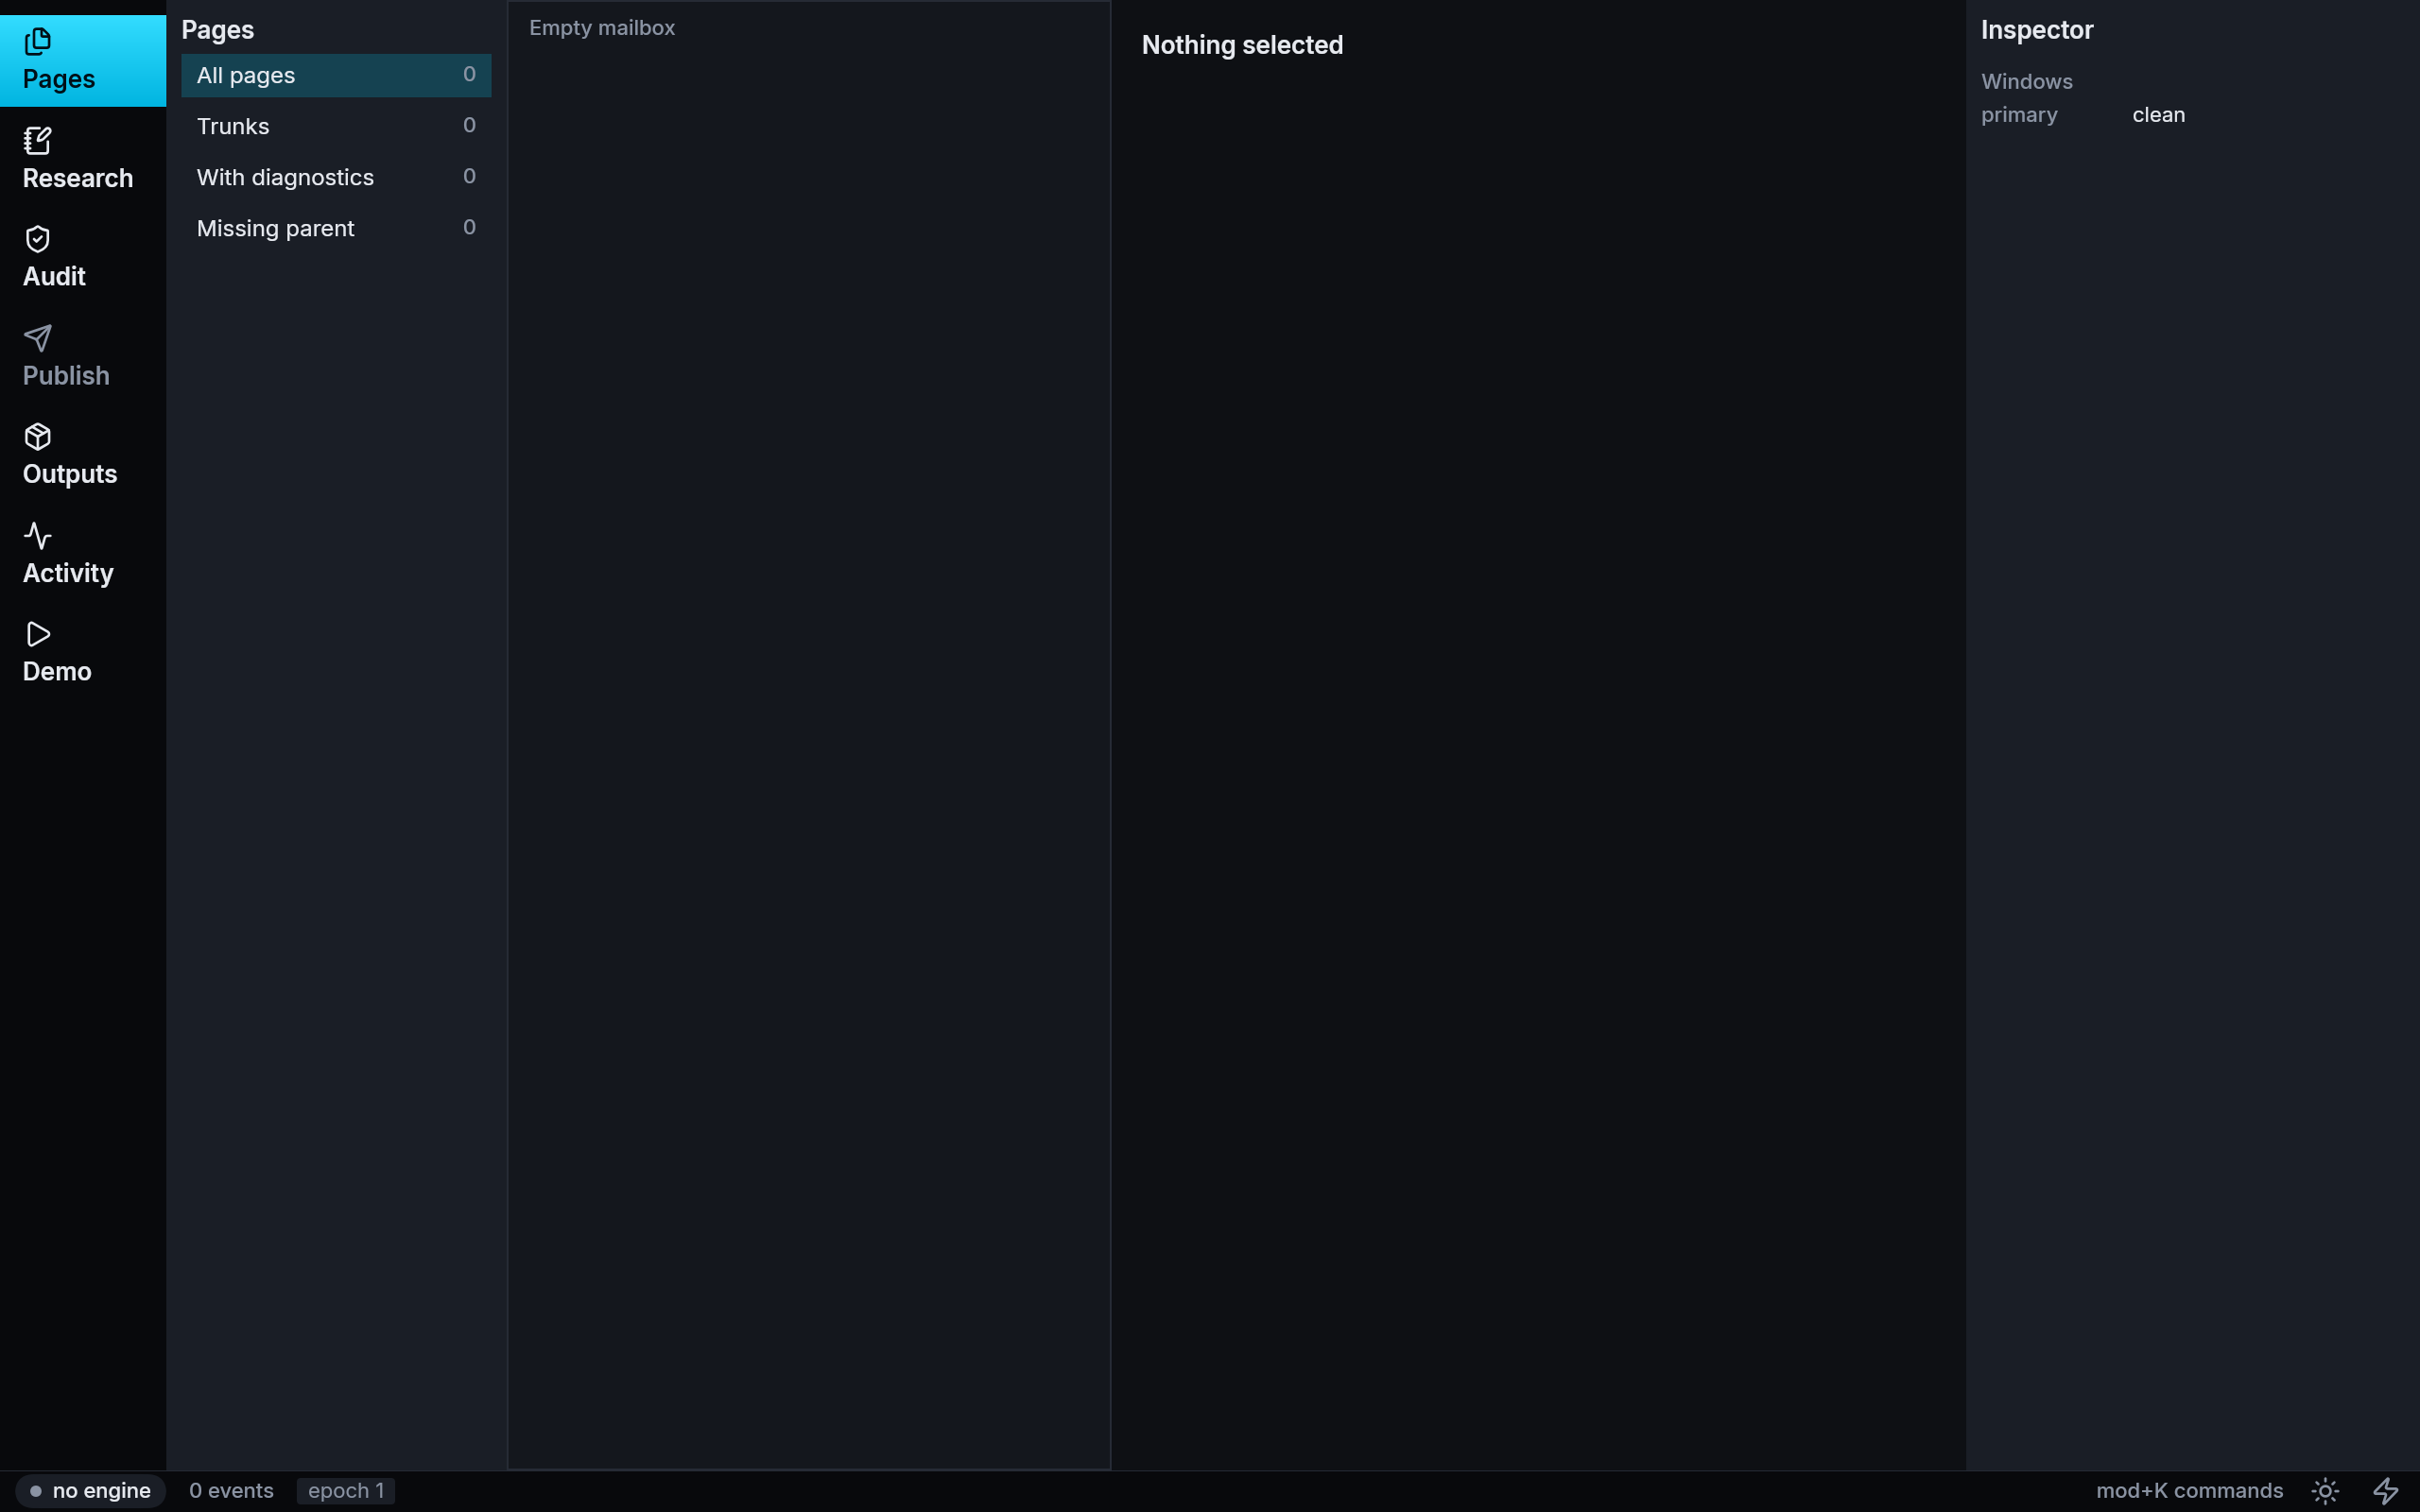 Pages
Research
Audit
Publish
Outputs
Activity
Demo
Pages
All pages 0
Trunks 0
With diagnostics 0
Missing parent 0
Empty mailbox
Nothing selected
Inspector
Windows
primary clean
no engine 0 events epoch 1 mod+K commands